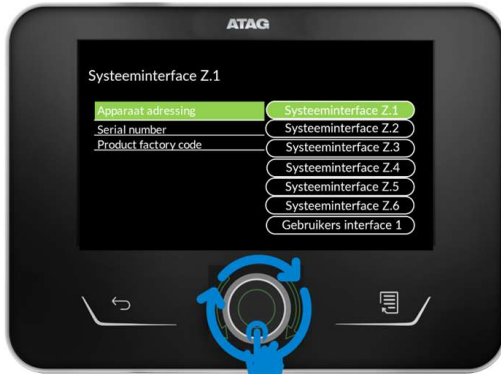 ATAG
Systeeminterface Z.1
Apparaat adressing
Systeeminterface Z.1
Serial number
Systeeminterface Z.2
Product factory code
Systeeminterface Z.3
Systeeminterface Z.4
Systeeminterface Z.5
Systeeminterface Z.6
Gebruikers interface 1